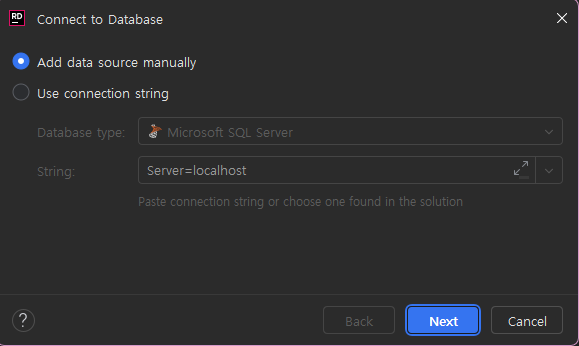 RD
Connect to Database
Add data source manually
Use connection string
Database type: Microsoft SQL Server
String: Server=localhost
Paste connection string or choose one found in the solution
? Back Next Cancel